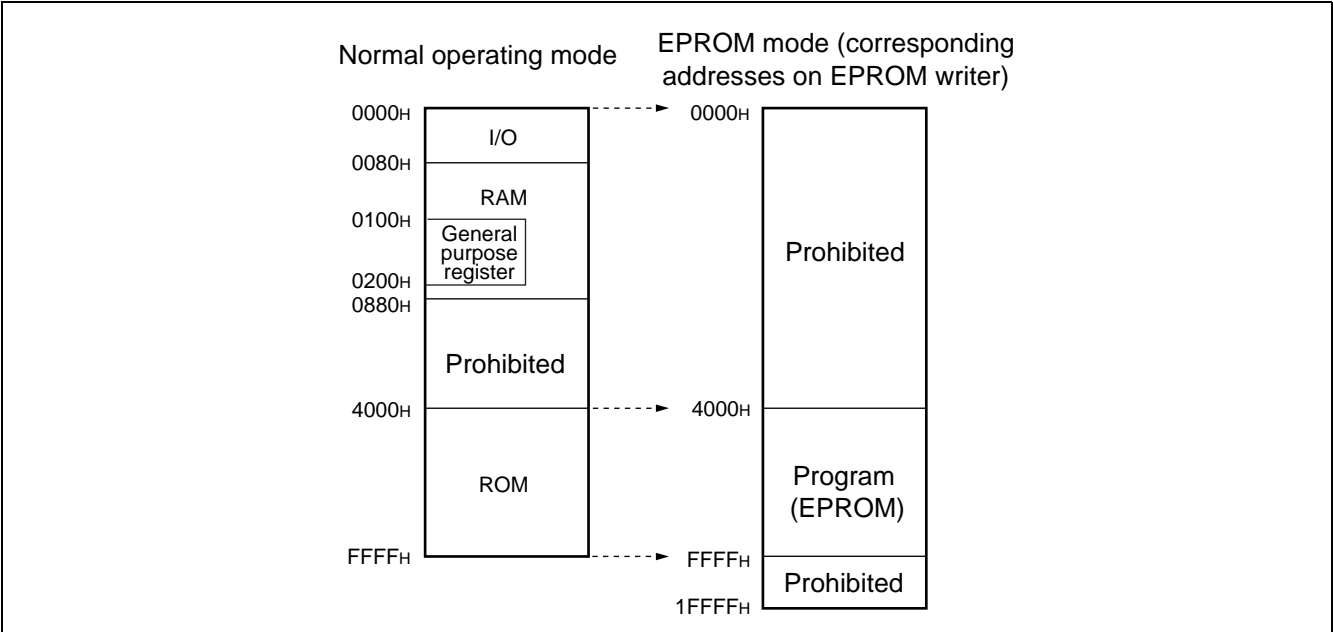 Normal operating mode
EPROM mode (corresponding
addresses on EPROM writer)
0000H
I/O
0080H
RAM
0100H
General
purpose
register
0200H
0880H
Prohibited
4000H
ROM
FFFFH
0000H
Prohibited
4000H
Program
(EPROM)
FFFFH
Prohibited
1FFFFH